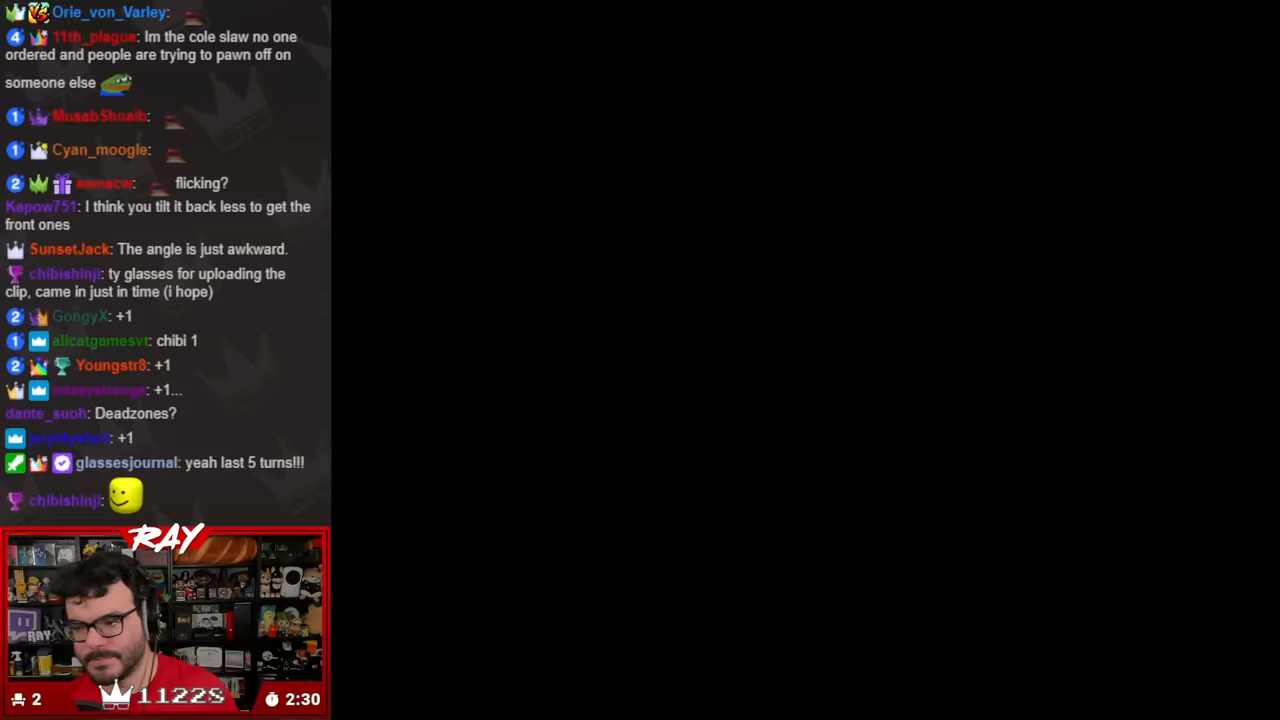 Orie_von_Varley:
4 11th_plague: Im the cole slaw no one
ordered and people are trying to pawn off on
someone else
1 MusabShuaib:
1 Cyan_moogle:
2 eemacw: flicking?
Kapow751: I think you tilt it back less to get the
front ones
SunsetJack: The angle is just awkward.
chibishinji: ty glasses for uploading the
clip, came in just in time (i hope)
2 GongyX: +1
1 alicatgamesvt: chibi 1
2 Youngstr8: +1
: +1...
dante_suoh: Deadzones?
: +1
glassesjournal: yeah last 5 turns!!!
chibishinji:
RAY
RAY
2
11228
2:30